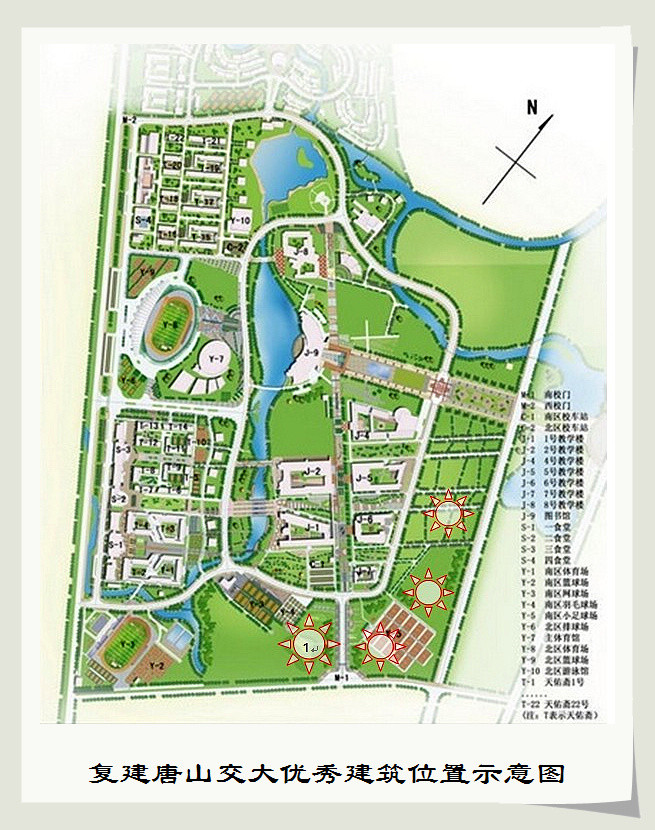 N
M-2
T-22
T-21
T-20
T-19
S-4
Y-10
C-2
J-8
Y-9
Y-8
Y-7
J-9
J-4
T-13
T-14
S-3
J-2
J-5
S-2
J-1
J-6
S-1
C-1
J-7
Y-3
Y-4
Y-5
Y-1
Y-2
1
M-1
M-1 南校门
M-2 西校门
C-1 南区校车站
C-2 北区校车站
J-1 1号教学楼
J-2 2号教学楼
J-4 4号教学楼
J-5 5号教学楼
J-6 6号教学楼
J-7 7号教学楼
J-8 8号教学楼
J-9 图书馆
S-1 一食堂
S-2 二食堂
S-3 三食堂
S-4 四食堂
Y-1 南区体育场
Y-2 南区篮球场
Y-3 南区网球场
Y-4 南区羽毛球场
Y-5 南区小足球场
Y-6 北区排球场
Y-7 主体育馆
Y-8 北区体育场
Y-9 北区篮球场
Y-10 北区游泳馆
T-1 天佑斋1号
......
T-22 天佑斋22号
(注：T表示天佑斋)
复建唐山交大优秀建筑位置示意图